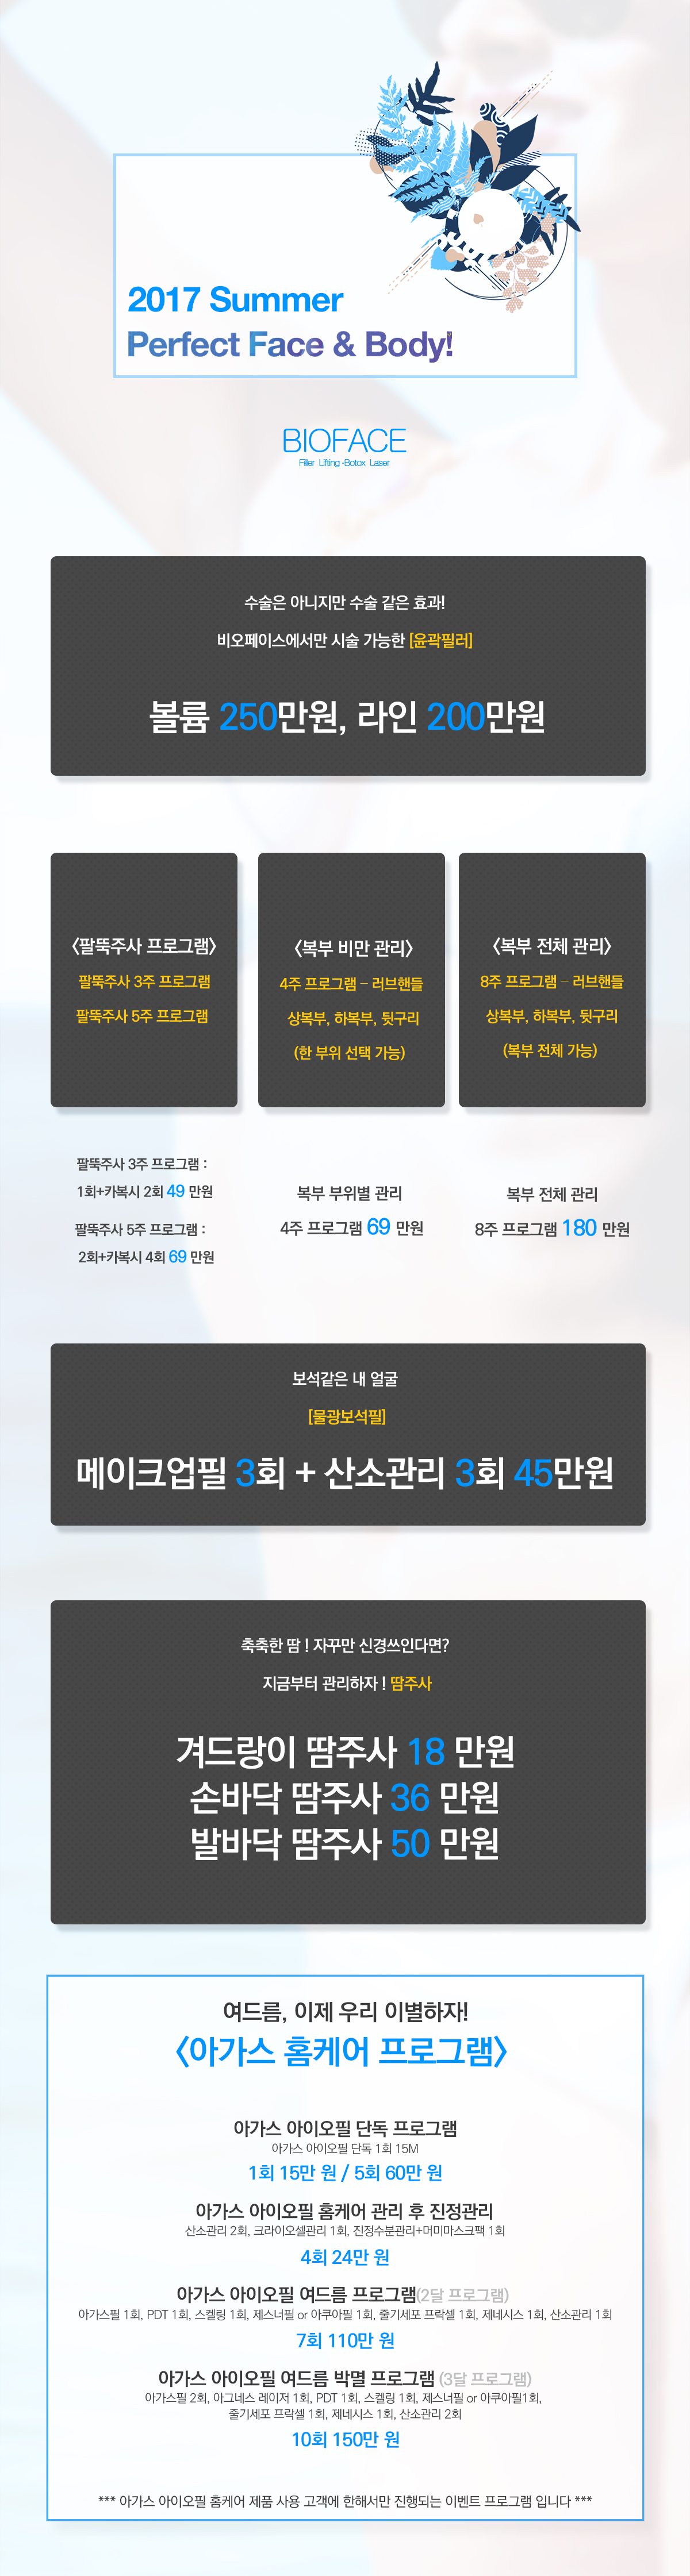 2017 Summer
Perfect Face & Body!
BIOFACE
Filler Lifting ·Botox Laser
수술은 아니지만 수술 같은 효과!
비오페이스에서만 시술 가능한 [윤곽필러]
볼륨 250만원, 라인 200만원
<팔뚝주사 프로그램>
팔뚝주사 3주 프로그램
팔뚝주사 5주 프로그램
<복부 비만 관리>
4주 프로그램 – 러브핸들
상복부, 하복부, 뒷구리
(한 부위 선택 가능)
<복부 전체 관리>
8주 프로그램 – 러브핸들
상복부, 하복부, 뒷구리
(복부 전체 가능)
팔뚝주사 3주 프로그램 :
1회+카복시 2회 49 만원
팔뚝주사 5주 프로그램 :
2회+카복시 4회 69 만원
복부 부위별 관리
4주 프로그램 69 만원
복부 전체 관리
8주 프로그램 180 만원
보석같은 내 얼굴
[물광보석필]
메이크업필 3회 + 산소관리 3회 45만원
축축한 땀 ! 자꾸만 신경쓰인다면?
지금부터 관리하자 ! 땀주사
겨드랑이 땀주사 18 만원
손바닥 땀주사 36 만원
발바닥 땀주사 50 만원
여드름, 이제 우리 이별하자!
<아가스 홈케어 프로그램>
아가스 아이오필 단독 프로그램
아가스 아이오필 단독 1회 15M
1회 15만 원 / 5회 60만 원
아가스 아이오필 홈케어 관리 후 진정관리
산소관리 2회, 크라이오셀관리 1회, 진정수분관리+머미마스크팩 1회
4회 24만 원
아가스 아이오필 여드름 프로그램(2달 프로그램)
아가스필 1회, PDT 1회, 스켈링 1회, 제스너필 or 아쿠아필 1회, 줄기세포 프락셀 1회, 제네시스 1회, 산소관리 1회
7회 110만 원
아가스 아이오필 여드름 박멸 프로그램 (3달 프로그램)
아가스필 2회, 아그네스 레이저 1회, PDT 1회, 스켈링 1회, 제스너필 or 아쿠아필1회,
줄기세포 프락셀 1회, 제네시스 1회, 산소관리 2회
10회 150만 원
*** 아가스 아이오필 홈케어 제품 사용 고객에 한해서만 진행되는 이벤트 프로그램 입니다 ***